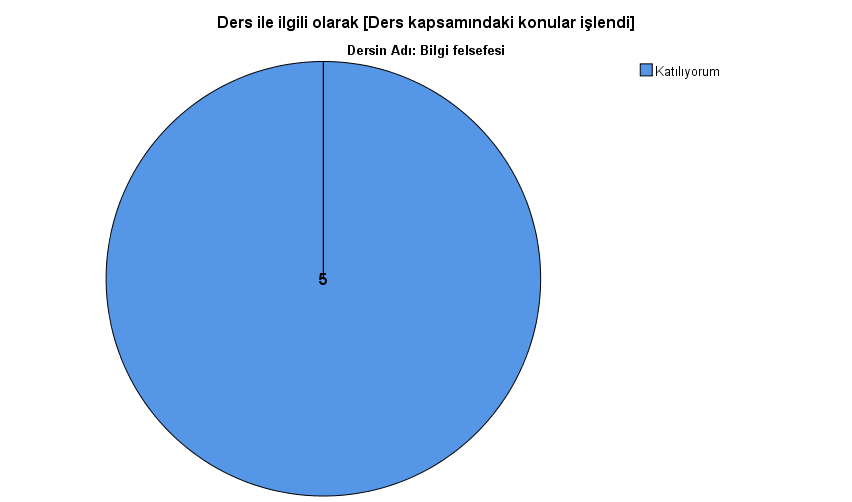 Ders ile ilgili olarak [Ders kapsamındaki konular işlendi]
Dersin Adı: Bilgi felsefesi
Katılıyorum
5